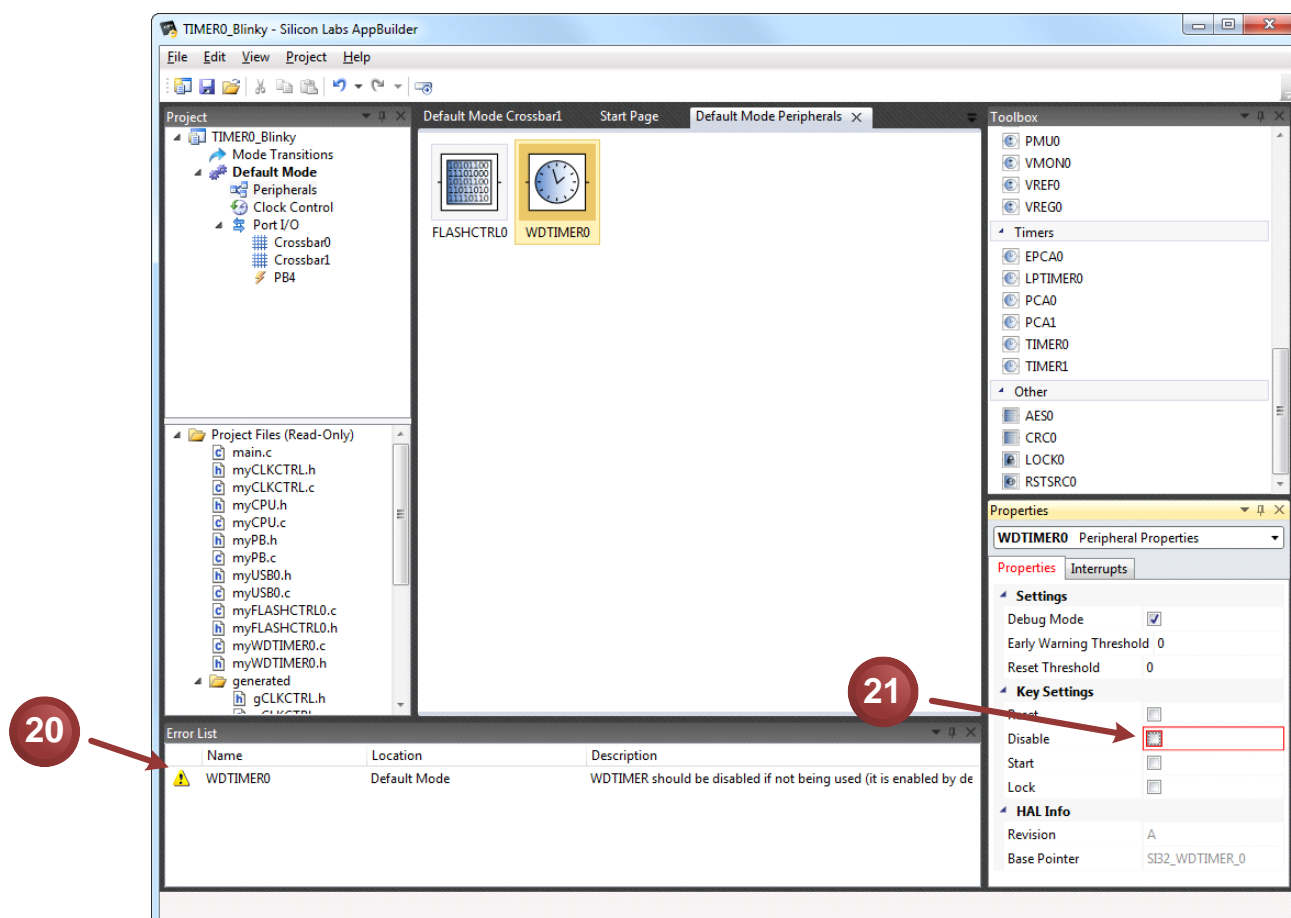 TIMER0_Blinky - Silicon Labs AppBuilder
File Edit View Project Help
Project
TIMER0_Blinky
Mode Transitions
Default Mode
Peripherals
Clock Control
Port I/O
Crossbar0
Crossbar1
PB4
Project Files (Read-Only)
main.c
myCLKCTRL.h
myCLKCTRL.c
myCPU.h
myCPU.c
myPB.h
myPB.c
myUSB0.h
myUSB0.c
myFLASHCTRL0.c
myFLASHCTRL0.h
myWDTIMER0.c
myWDTIMER0.h
generated
gCLKCTRL.h
Default Mode Crossbar1 Start Page Default Mode Peripherals
10101100
11101000
10101100
11011010
11110110
FLASHCTRL0 WDTIMER0
Toolbox
PMU0
VMON0
VREF0
VREG0
Timers
EPCA0
LPTIMER0
PCA0
PCA1
TIMER0
TIMER1
Other
AES0
CRC0
LOCK0
RSTSRC0
Properties
WDTIMER0 Peripheral Properties
Properties Interrupts
Settings
Debug Mode
Early Warning Threshold 0
Reset Threshold 0
Key Settings
Reset
Disable
Start
Lock
HAL Info
Revision A
Base Pointer SI32_WDTIMER_0
21
20
Error List
Name Location Description
WDTIMER0 Default Mode WDTIMER should be disabled if not being used (it is enabled by de